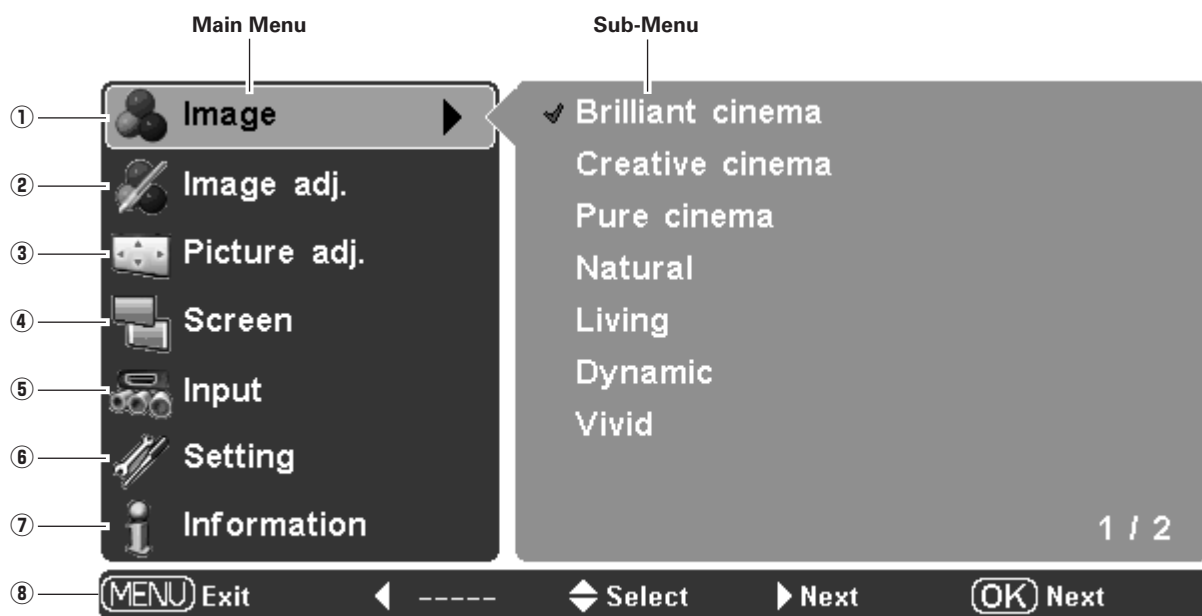 Main Menu
Sub-Menu
① Image
② Image adj.
③ Picture adj.
④ Screen
⑤ Input
⑥ Setting
⑦ Information
Brilliant cinema
Creative cinema
Pure cinema
Natural
Living
Dynamic
Vivid
1 / 2
⑧ MENU Exit ----- Select Next OK Next